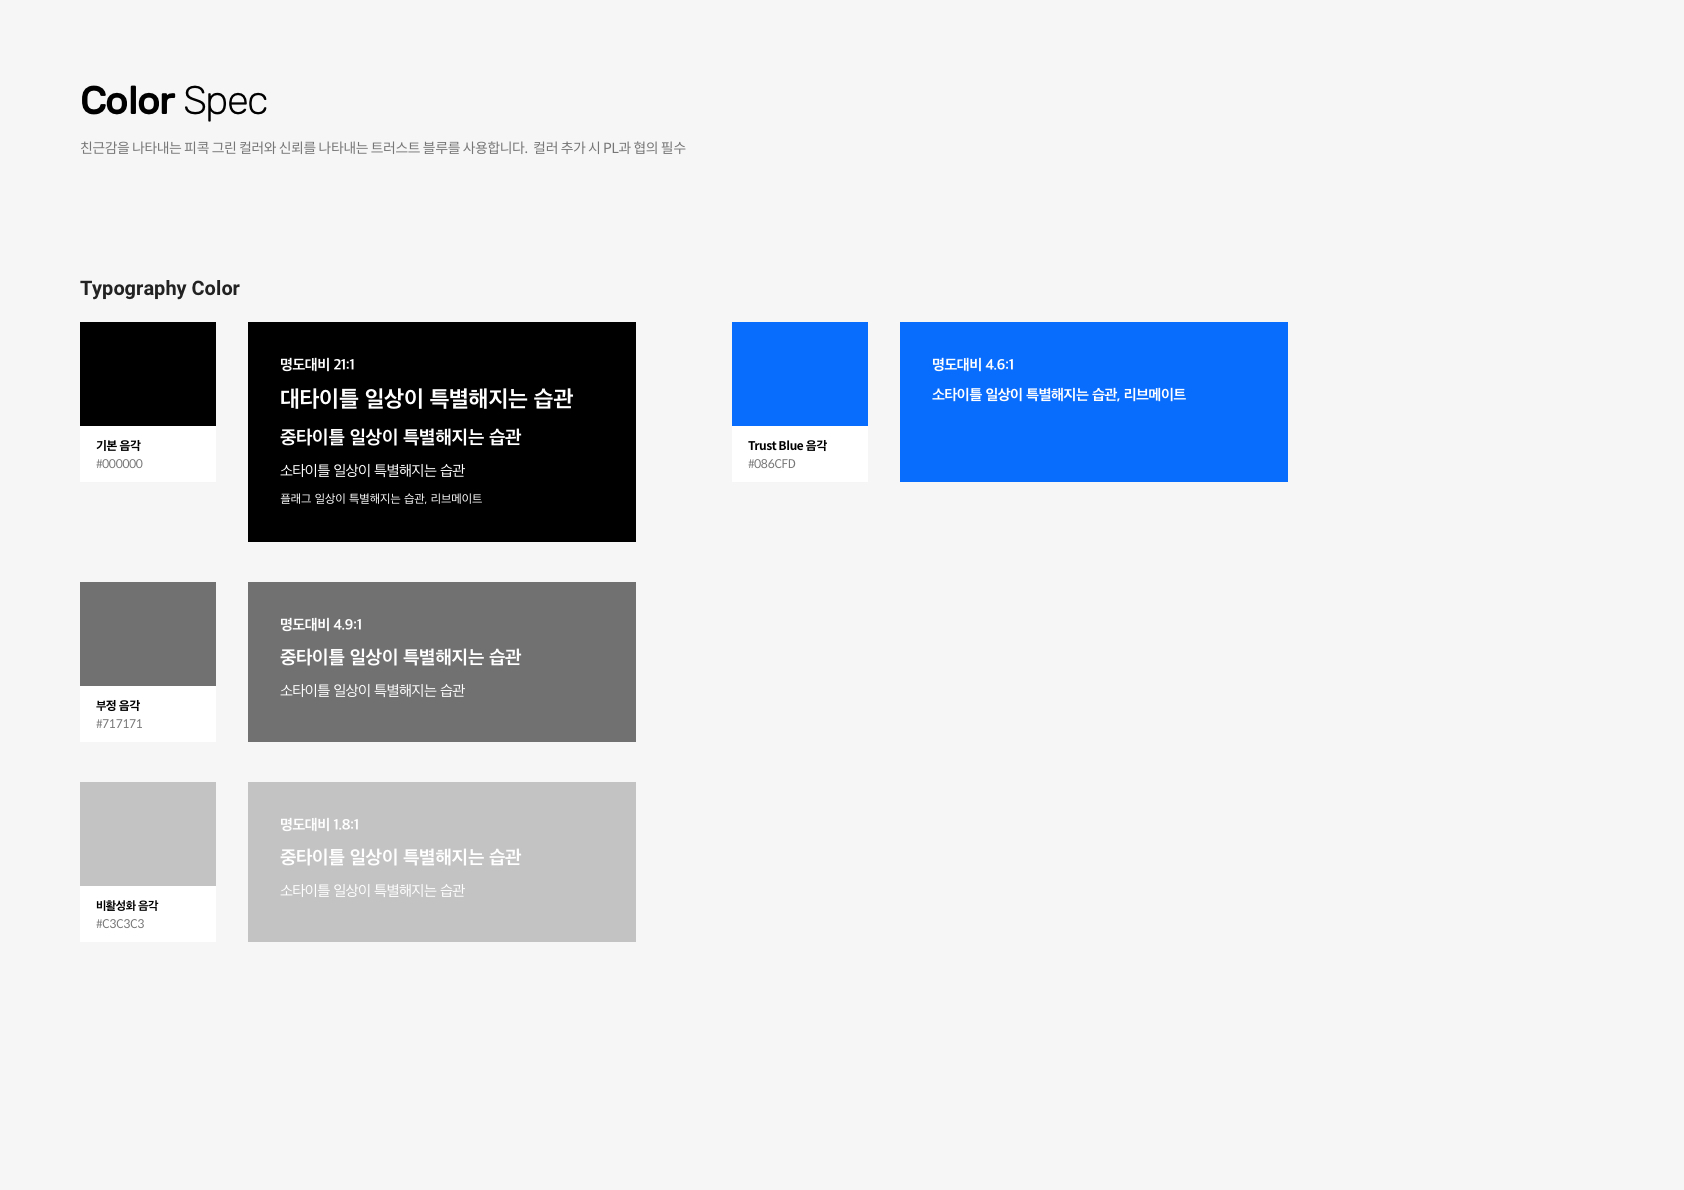 Color Spec
친근감을 나타내는 피콕 그린 컬러와 신뢰를 나타내는 트러스트 블루를 사용합니다. 컬러 추가 시 PL과 협의 필수
Typography Color
기본 음각
#000000
명도대비 21:1
대타이틀 일상이 특별해지는 습관
중타이틀 일상이 특별해지는 습관
소타이틀 일상이 특별해지는 습관
플래그 일상이 특별해지는 습관, 리브메이트
Trust Blue 음각
#086CFD
명도대비 4.6:1
소타이틀 일상이 특별해지는 습관, 리브메이트
부정 음각
#717171
명도대비 4.9:1
중타이틀 일상이 특별해지는 습관
소타이틀 일상이 특별해지는 습관
비활성화 음각
#C3C3C3
명도대비 1.8:1
중타이틀 일상이 특별해지는 습관
소타이틀 일상이 특별해지는 습관